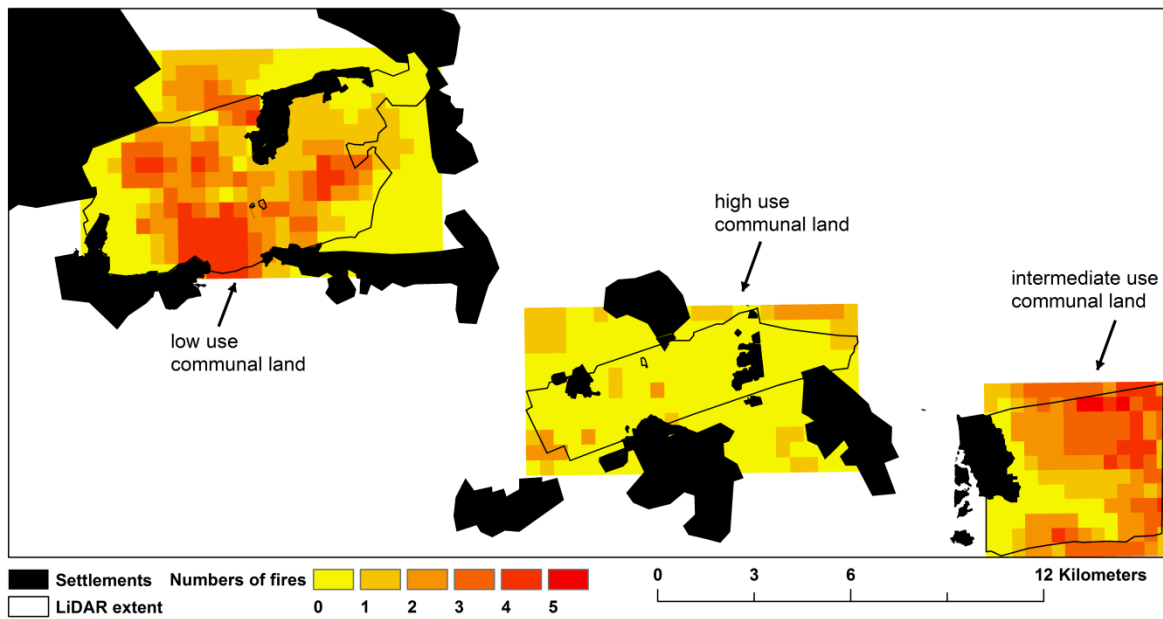 high use
communal land
intermediate use
communal land
low use
communal land
Settlements Numbers of fires 0 3 6 12 Kilometers
LiDAR extent 0 1 2 3 4 5